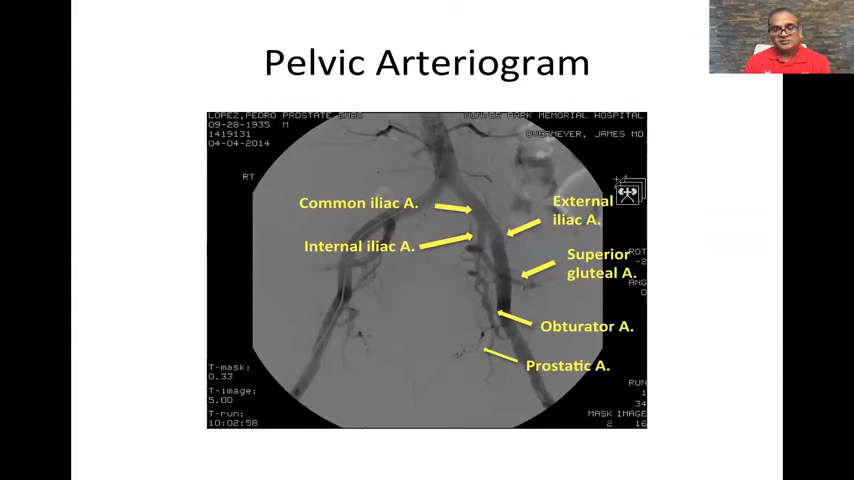 Pelvic Arteriogram
LOPEZ,PEDRO PROSTATE
09-28-1935 M
1419131
04-04-2014
PARK MEMORIAL HOSPITAL
JAMES MD
RT
Common iliac A.
External
iliac A.
Internal iliac A.
Superior
gluteal A.
Obturator A.
Prostatic A.
ROT
-2
ANG
0
T-mask:
0.33
T-image:
5.00
T-run:
10:02:58
RUN
1
34
MASK IMAGE
2 16